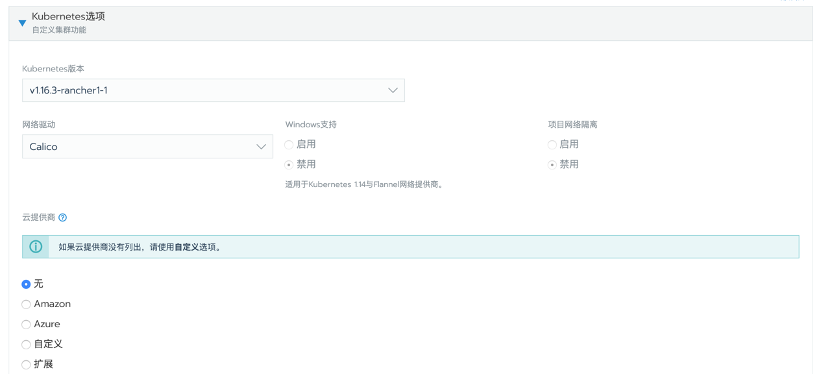 Kubernetes选项
自定义集群功能
Kubernetes版本
v1.16.3-rancher1-1
网络驱动
Windows支持
项目网络隔离
Calico
启用
启用
禁用
禁用
适用于Kubernetes 1.14与Flannel网络提供商。
云提供商
如果云提供商没有列出，请使用自定义选项。
无
Amazon
Azure
自定义
扩展